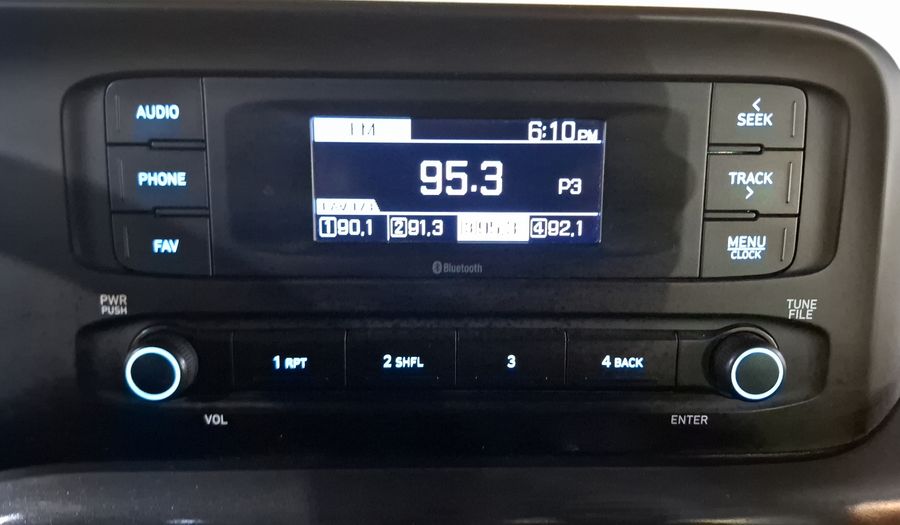 AUDIO
PHONE
FAV
FM
6:10PM
95.3
P3
1 90.1 2 91.3 3 95.3 4 92.1
Bluetooth
< SEEK
TRACK >
MENU
CLOCK
PWR
PUSH
VOL
1 RPT
2 SHFL
3
4 BACK
TUNE
FILE
ENTER